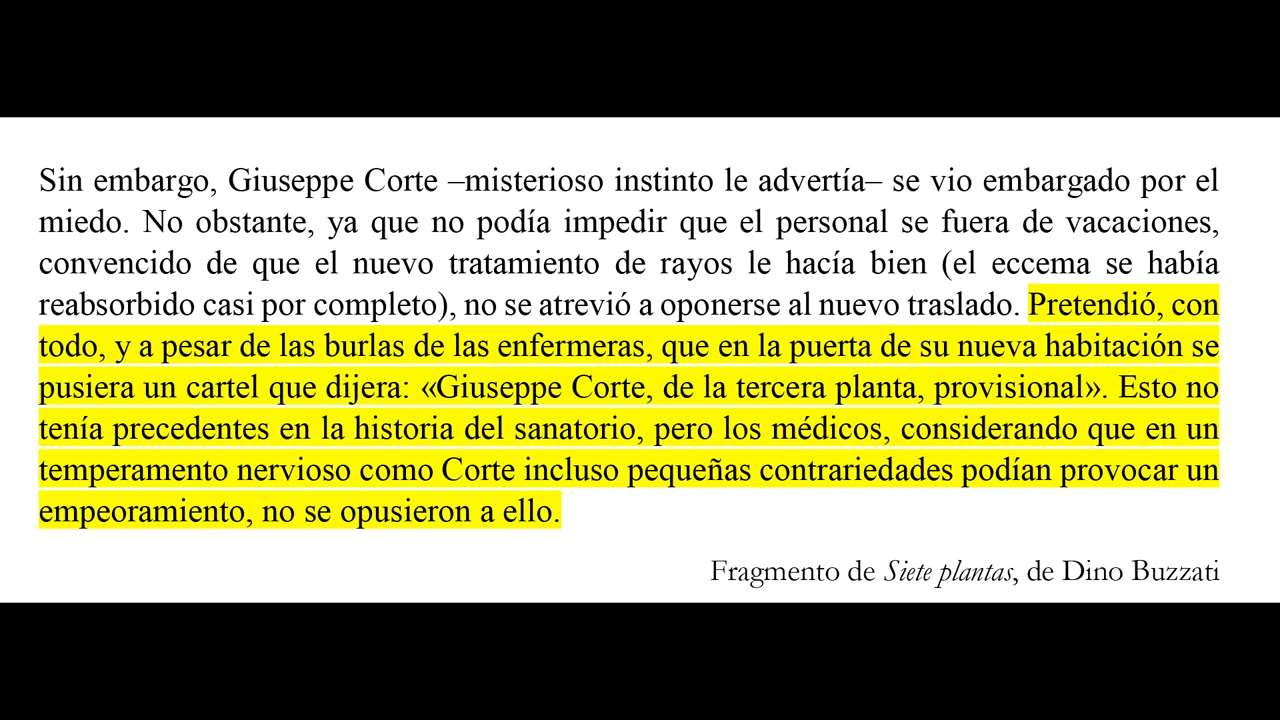 Sin embargo, Giuseppe Corte –misterioso instinto le advertía– se vio embargado por el
miedo. No obstante, ya que no podía impedir que el personal se fuera de vacaciones,
convencido de que el nuevo tratamiento de rayos le hacía bien (el eccema se había
reabsorbido casi por completo), no se atrevió a oponerse al nuevo traslado. Pretendió, con
todo, y a pesar de las burlas de las enfermeras, que en la puerta de su nueva habitación se
pusiera un cartel que dijera: «Giuseppe Corte, de la tercera planta, provisional». Esto no
tenía precedentes en la historia del sanatorio, pero los médicos, considerando que en un
temperamento nervioso como Corte incluso pequeñas contrariedades podían provocar un
empeoramiento, no se opusieron a ello.
Fragmento de Siete plantas, de Dino Buzzati